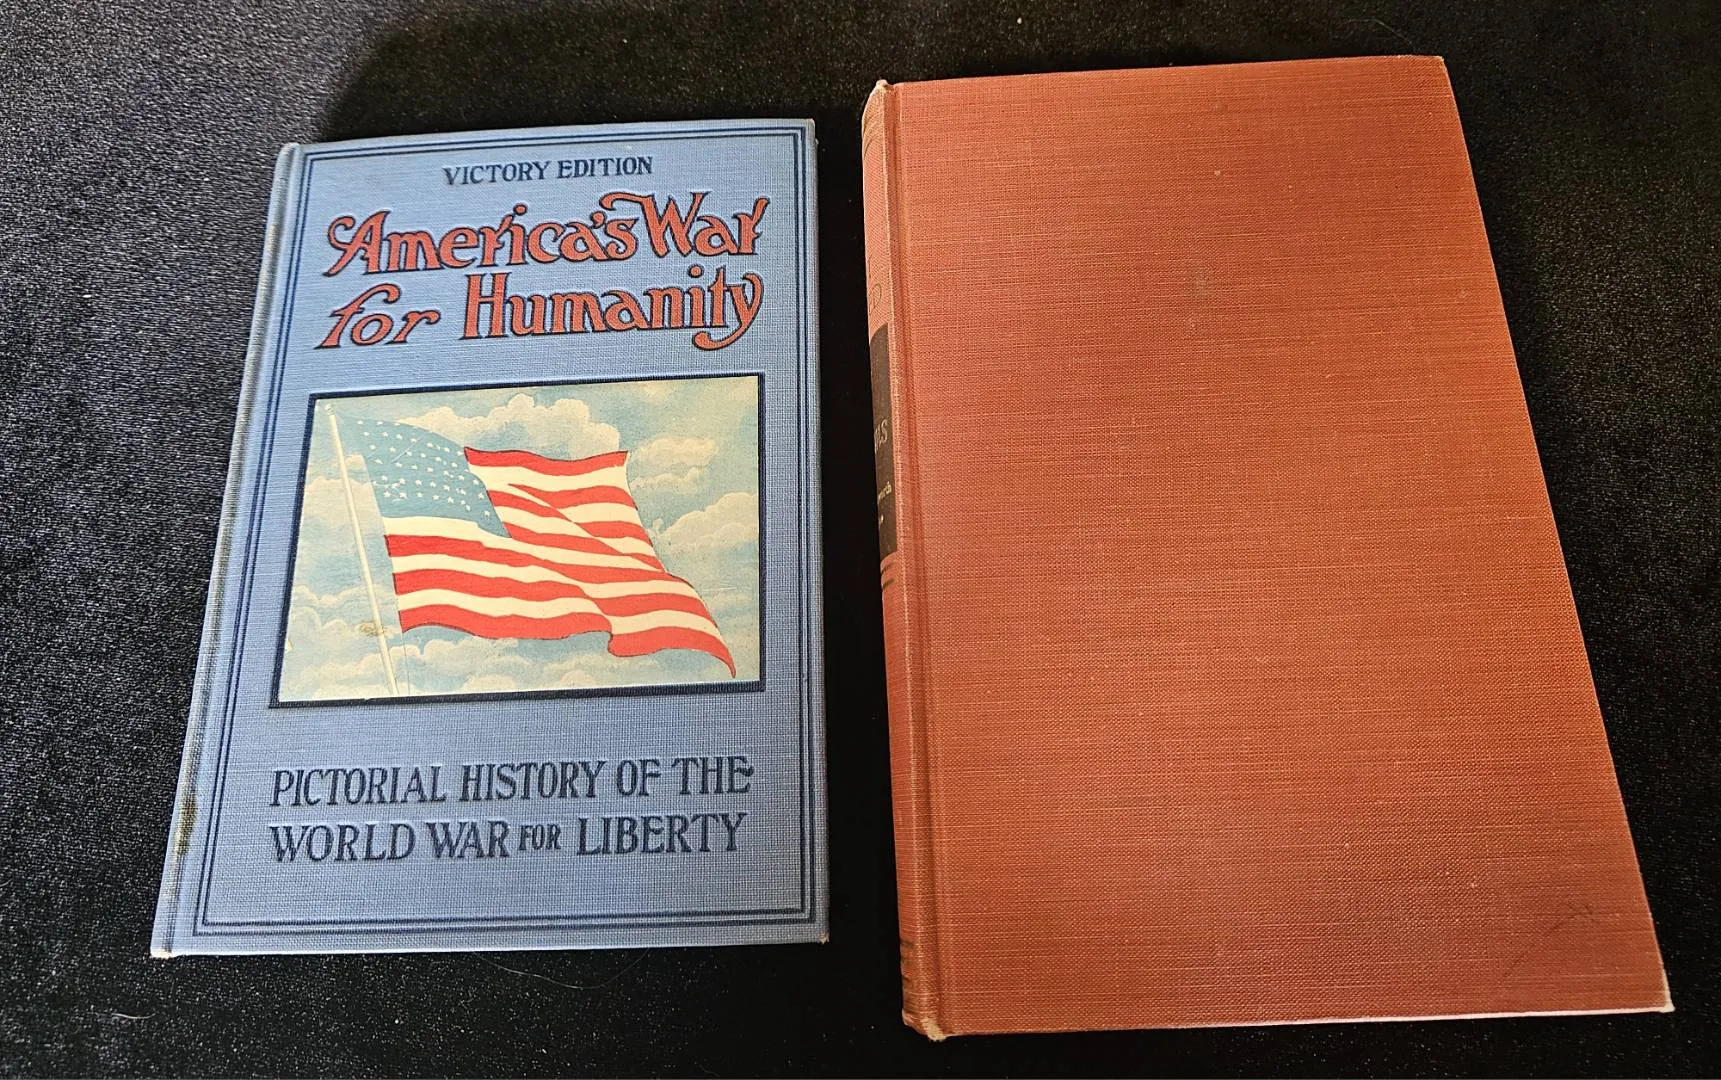 VICTORY EDITION
America's War
for Humanity
PICTORIAL HISTORY OF THE
WORLD WAR FOR LIBERTY